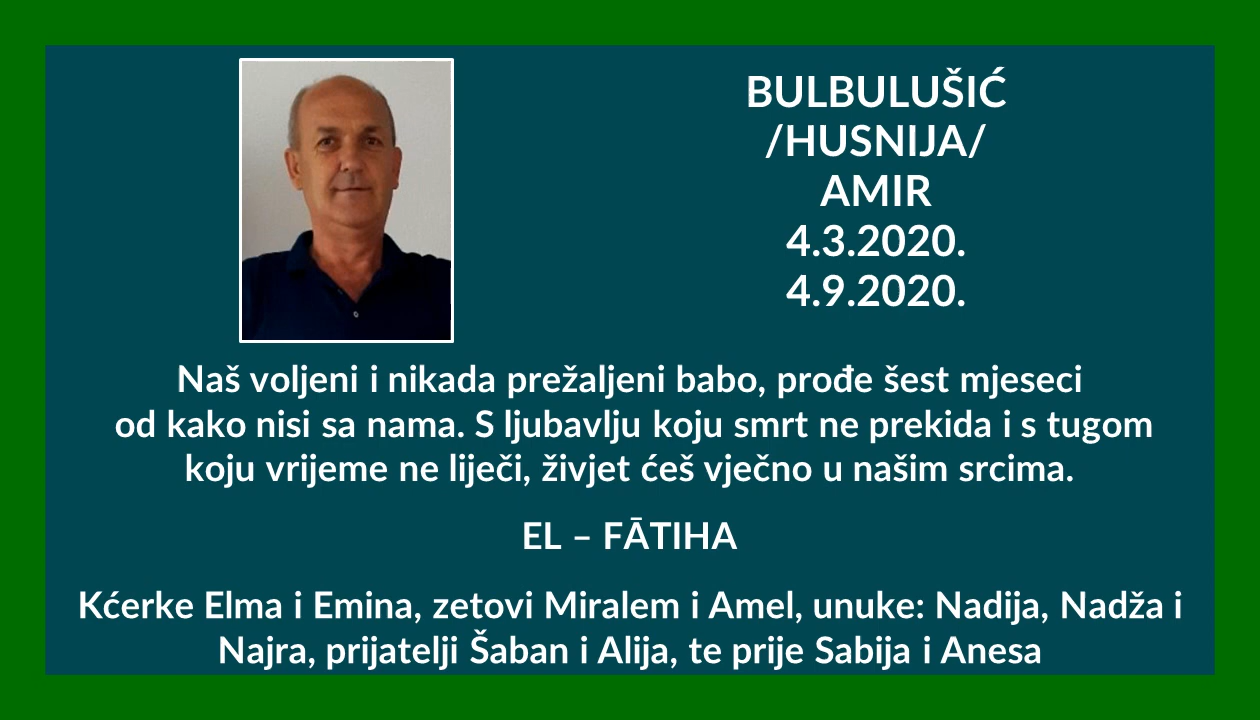 BULBULUŠIĆ
/HUSNIJA/
AMIR
4.3.2020.
4.9.2020.
Naš voljeni i nikada prežaljeni babo, prođe šest mjeseci
od kako nisi sa nama. S ljubavlju koju smrt ne prekida i s tugom
koju vrijeme ne liječi, živjet ćeš vječno u našim srcima.
EL – FĀTIHA
Kćerke Elma i Emina, zetovi Miralem i Amel, unuke: Nadija, Nadža i
Najra, prijatelji Šaban i Alija, te prije Sabija i Anesa